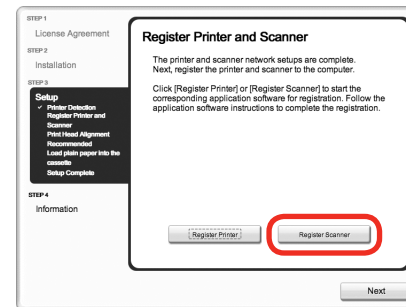 STEP 1
License Agreement
STEP 2
Installation
STEP 3
Setup
✓ Printer Detection
Register Printer and
Scanner
Print Head Alignment
Recommended
Load plain paper into the
cassette
Setup Complete
STEP 4
Information
Register Printer and Scanner
The printer and scanner network setups are complete.
Next, register the printer and scanner to the computer.
Click [Register Printer] or [Register Scanner] to start the
corresponding application software for registration. Follow the
application software instructions to complete the registration.
Register Printer
Register Scanner
Next